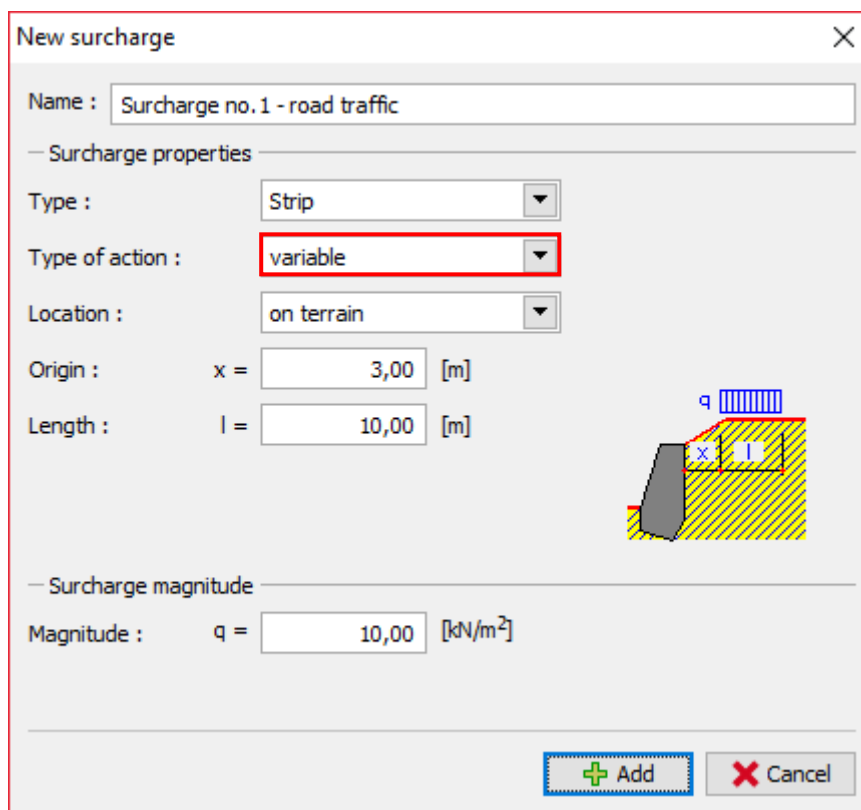 New surcharge
Name : Surcharge no. 1 - road traffic
Surcharge properties
Type : Strip
Type of action : variable
Location : on terrain
Origin : x = 3,00 [m]
Length : l = 10,00 [m]
q
x l
Surcharge magnitude
Magnitude : q = 10,00 [kN/m²]
Add Cancel